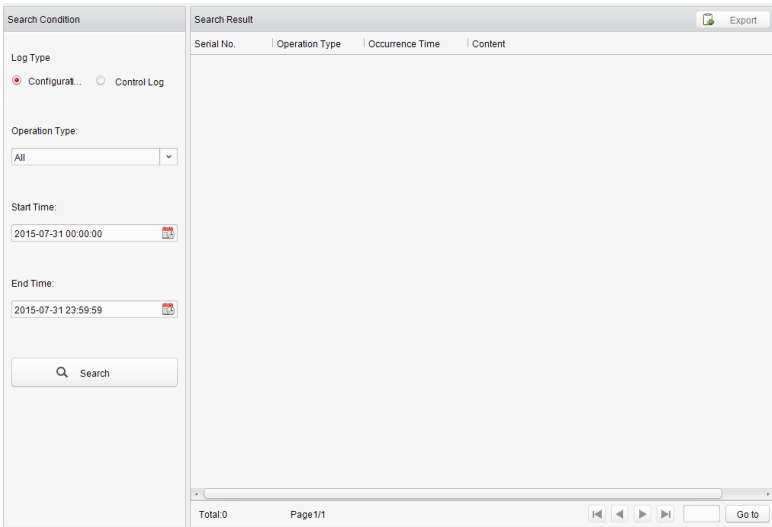 Search Condition
Log Type
Configurati... Control Log
Operation Type:
All
Start Time:
2015-07-31 00:00:00
End Time:
2015-07-31 23:59:59
Search
Search Result Export
Serial No. Operation Type Occurrence Time Content
Total:0 Page1/1 Go to